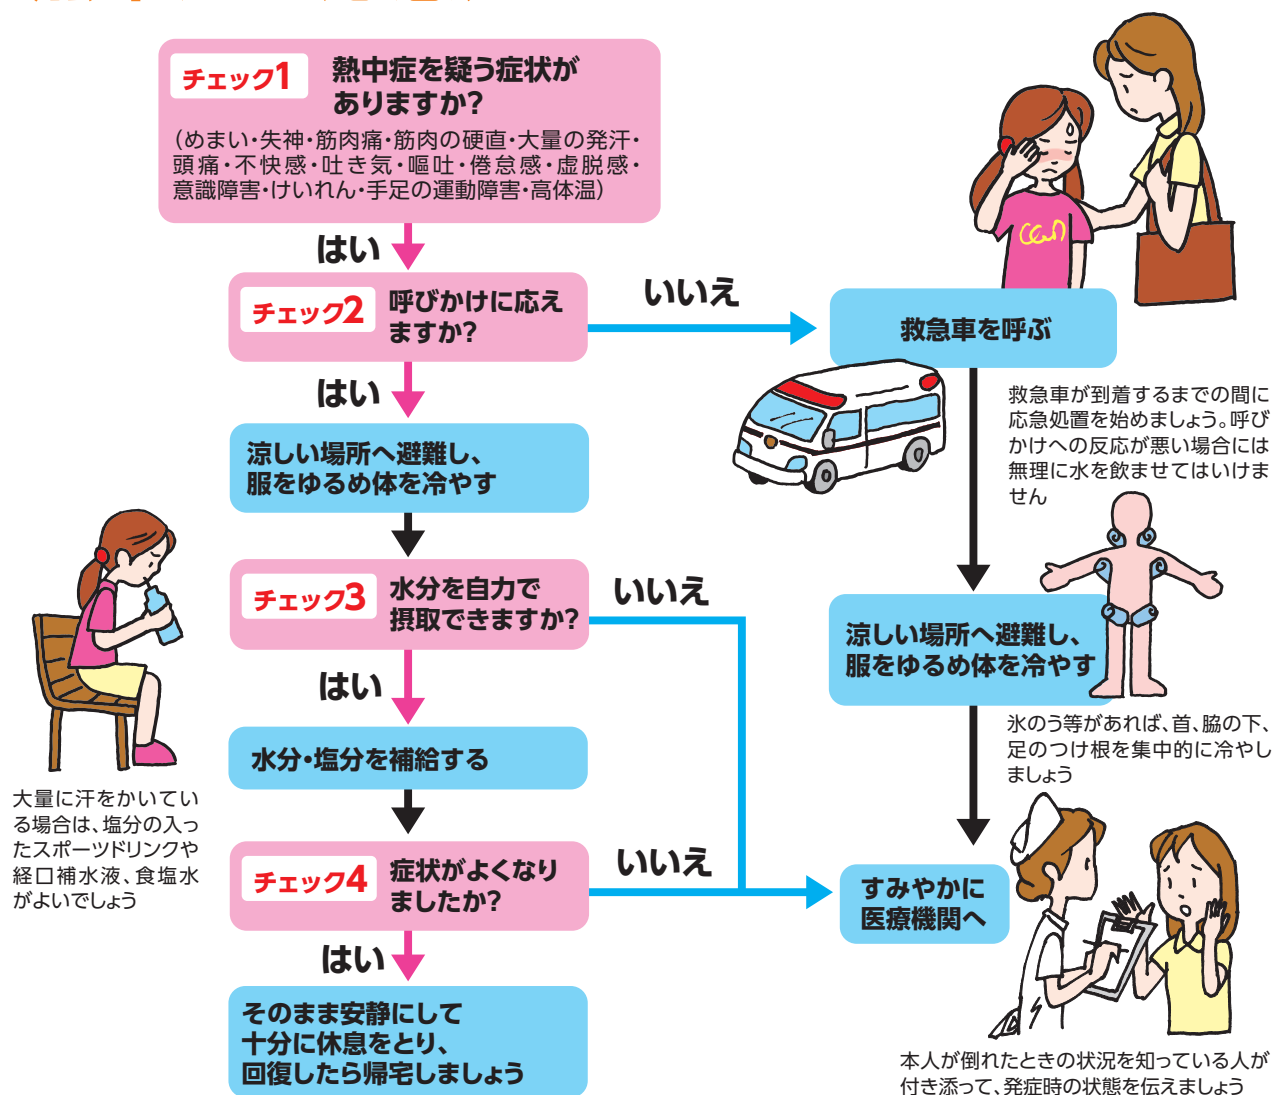 チェック1
熱中症を疑う症状が
ありますか?
(めまい・失神・筋肉痛・筋肉の硬直・大量の発汗・
頭痛・不快感・吐き気・嘔吐・倦怠感・虚脱感・
意識障害・けいれん・手足の運動障害・高体温)
はい
チェック2
呼びかけに応え
ますか?
いいえ
救急車を呼ぶ
救急車が到着するまでの間に
応急処置を始めましょう。呼び
かけへの反応が悪い場合には
無理に水を飲ませてはいけま
せん
はい
涼しい場所へ避難し、
服をゆるめ体を冷やす
チェック3
水分を自力で
摂取できますか?
いいえ
涼しい場所へ避難し、
服をゆるめ体を冷やす
氷のう等があれば、首、脇の下、
足のつけ根を集中的に冷やし
ましょう
はい
水分・塩分を補給する
大量に汗をかいてい
る場合は、塩分の入っ
たスポーツドリンクや
経口補水液、食塩水
がよいでしょう
チェック4
症状がよくなり
ましたか?
いいえ
すみやかに
医療機関へ
はい
そのまま安静にして
十分に休息をとり、
回復したら帰宅しましょう
本人が倒れたときの状況を知っている人が
付き添って、発症時の状態を伝えましょう